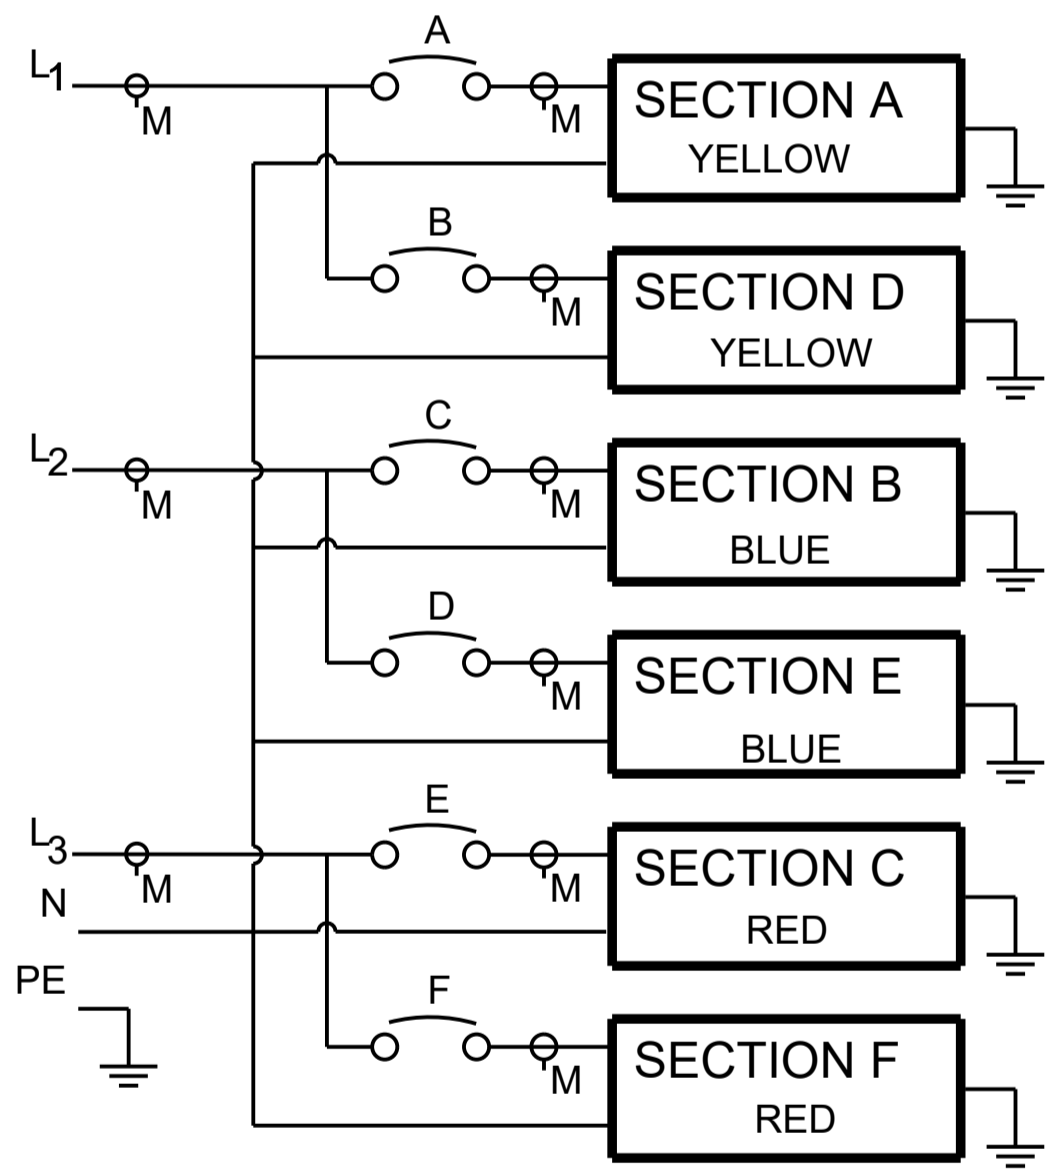 A
L1
M
M
SECTION A
YELLOW
B
M
SECTION D
YELLOW
C
L2
M
M
SECTION B
BLUE
D
M
SECTION E
BLUE
E
L3
M
M
SECTION C
N
RED
PE
F
M
SECTION F
RED